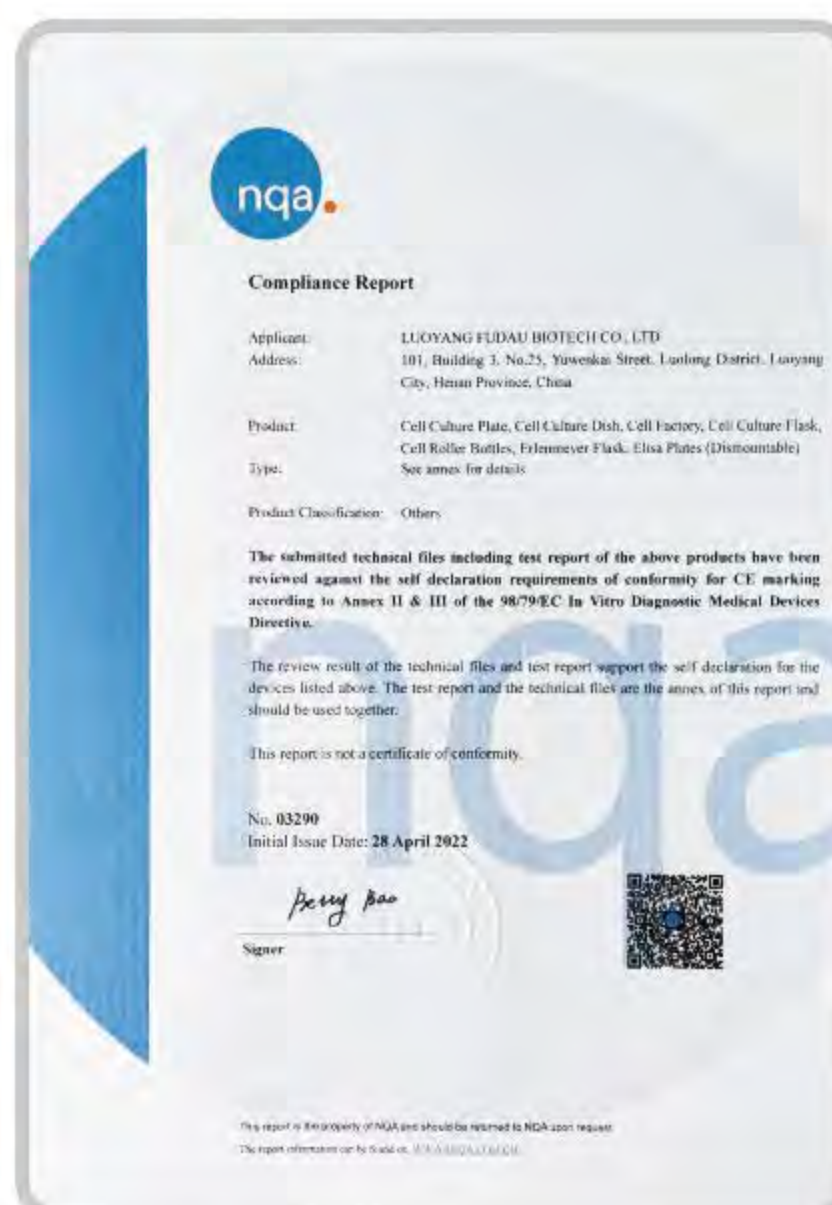 nqa.
Compliance Report
Applicant: LUOYANG FUDAU BIOTECH CO., LTD
Address: 101, Building 3, No.25, Yuwenkai Street, Luolong District, Luoyang
City, Henan Province, China
Product: Cell Culture Plate, Cell Culture Dish, Cell Factory, Cell Culture Flask,
Cell Roller Bottles, Erlenmeyer Flask, Elisa Plates (Dismountable)
Type: See annex for details
Product Classification: Others
The submitted technical files including test report of the above products have been
reviewed against the self declaration requirements of conformity for CE marking
according to Annex II & III of the 98/79/EC In Vitro Diagnostic Medical Devices
Directive.
The review result of the technical files and test report support the self declaration for the
devices listed above. The test report and the technical files are the annex of this report and
should be used together.
This report is not a certificate of conformity.
nqa
No. 03290
Initial Issue Date: 28 April 2022
Signer
This report is the property of NQA and should be returned to NQA upon request.
The report information can be found on